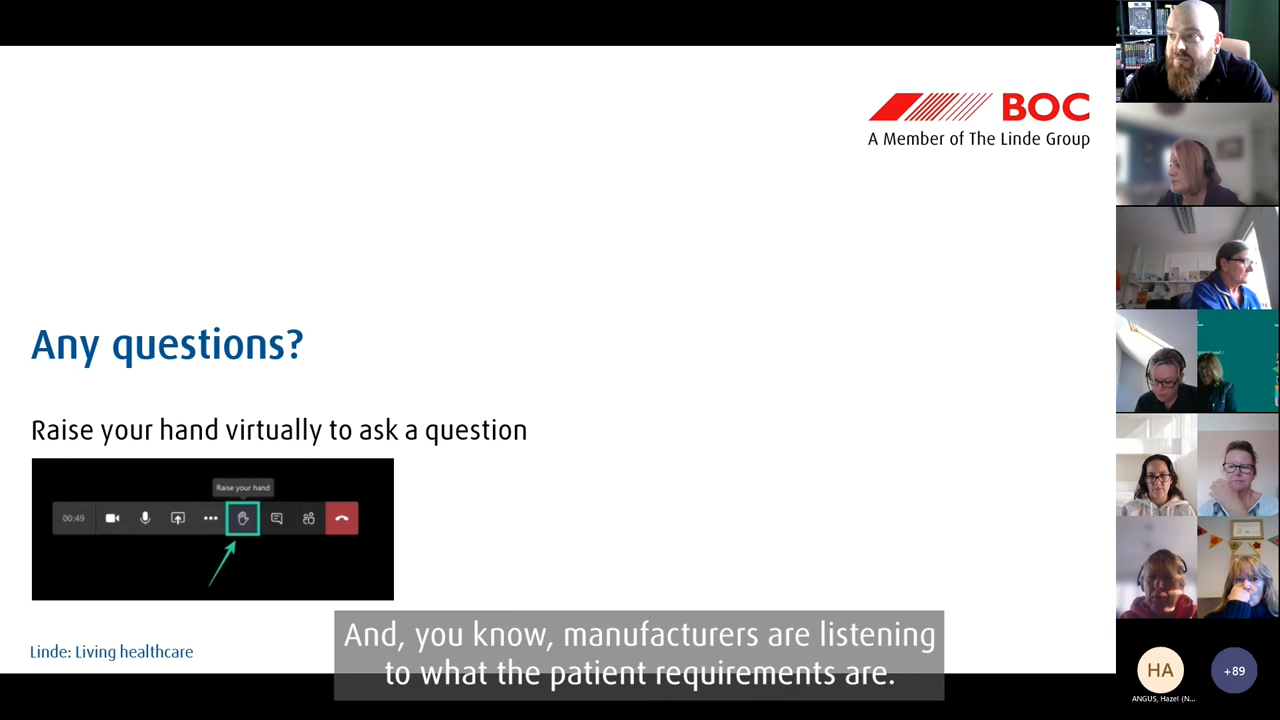 BOC
A Member of The Linde Group
Any questions?
Raise your hand virtually to ask a question
Raise your hand
00:49
Linde: Living healthcare
And, you know, manufacturers are listening
to what the patient requirements are.
HA
+89
ANGUS, Hazel (N...